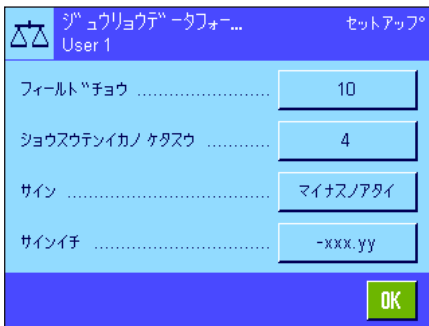 ジュウリョウデータフォー... セットアップ
User 1
フィールドチョウ ........................ 10
ショウスウテンイカノ ケタスウ ............ 4
サイン .................................... マイナスノアタイ
サインイチ ................................ -xxx.yy
OK